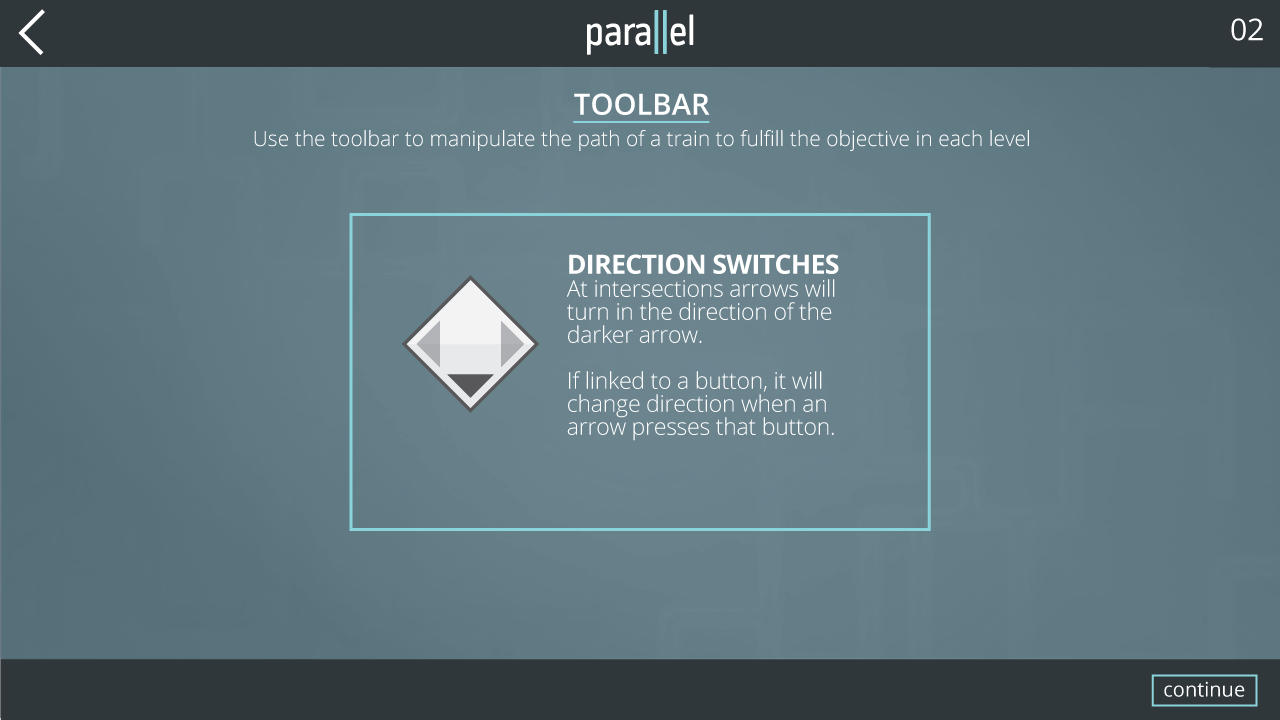 parallel
02
TOOLBAR
Use the toolbar to manipulate the path of a train to fulfill the objective in each level
DIRECTION SWITCHES
At intersections arrows will
turn in the direction of the
darker arrow.
If linked to a button, it will
change direction when an
arrow presses that button.
continue